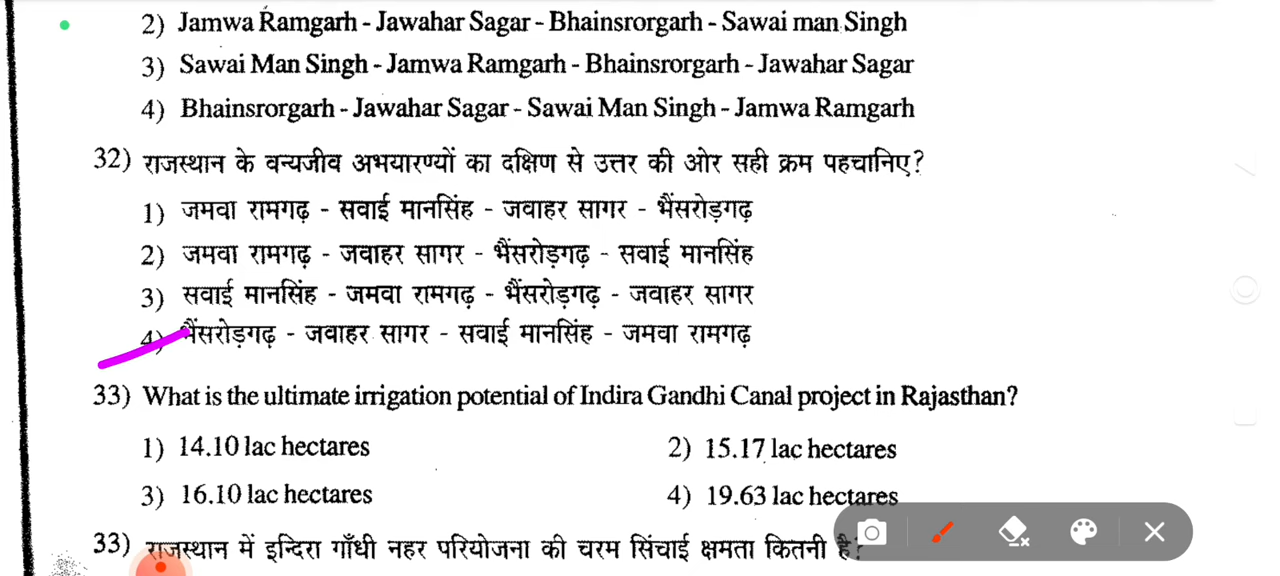 2) Jamwa Ramgarh - Jawahar Sagar - Bhainsrorgarh - Sawai man Singh
3) Sawai Man Singh - Jamwa Ramgarh - Bhainsrorgarh - Jawahar Sagar
4) Bhainsrorgarh - Jawahar Sagar - Sawai Man Singh - Jamwa Ramgarh
32) राजस्थान के वन्यजीव अभयारण्यों का दक्षिण से उत्तर की ओर सही क्रम पहचानिए?
1) जमवा रामगढ़ - सवाई मानसिंह - जवाहर सागर - भैंसरोड़गढ़
2) जमवा रामगढ़ - जवाहर सागर - भैंसरोड़गढ़ - सवाई मानसिंह
3) सवाई मानसिंह - जमवा रामगढ़ - भैंसरोड़गढ़ - जवाहर सागर
4) भैंसरोड़गढ़ - जवाहर सागर - सवाई मानसिंह - जमवा रामगढ़
33) What is the ultimate irrigation potential of Indira Gandhi Canal project in Rajasthan?
1) 14.10 lac hectares 2) 15.17 lac hectares
3) 16.10 lac hectares 4) 19.63 lac hectares
33) राजस्थान में इन्दिरा गाँधी नहर परियोजना की चरम सिंचाई क्षमता कितनी है?